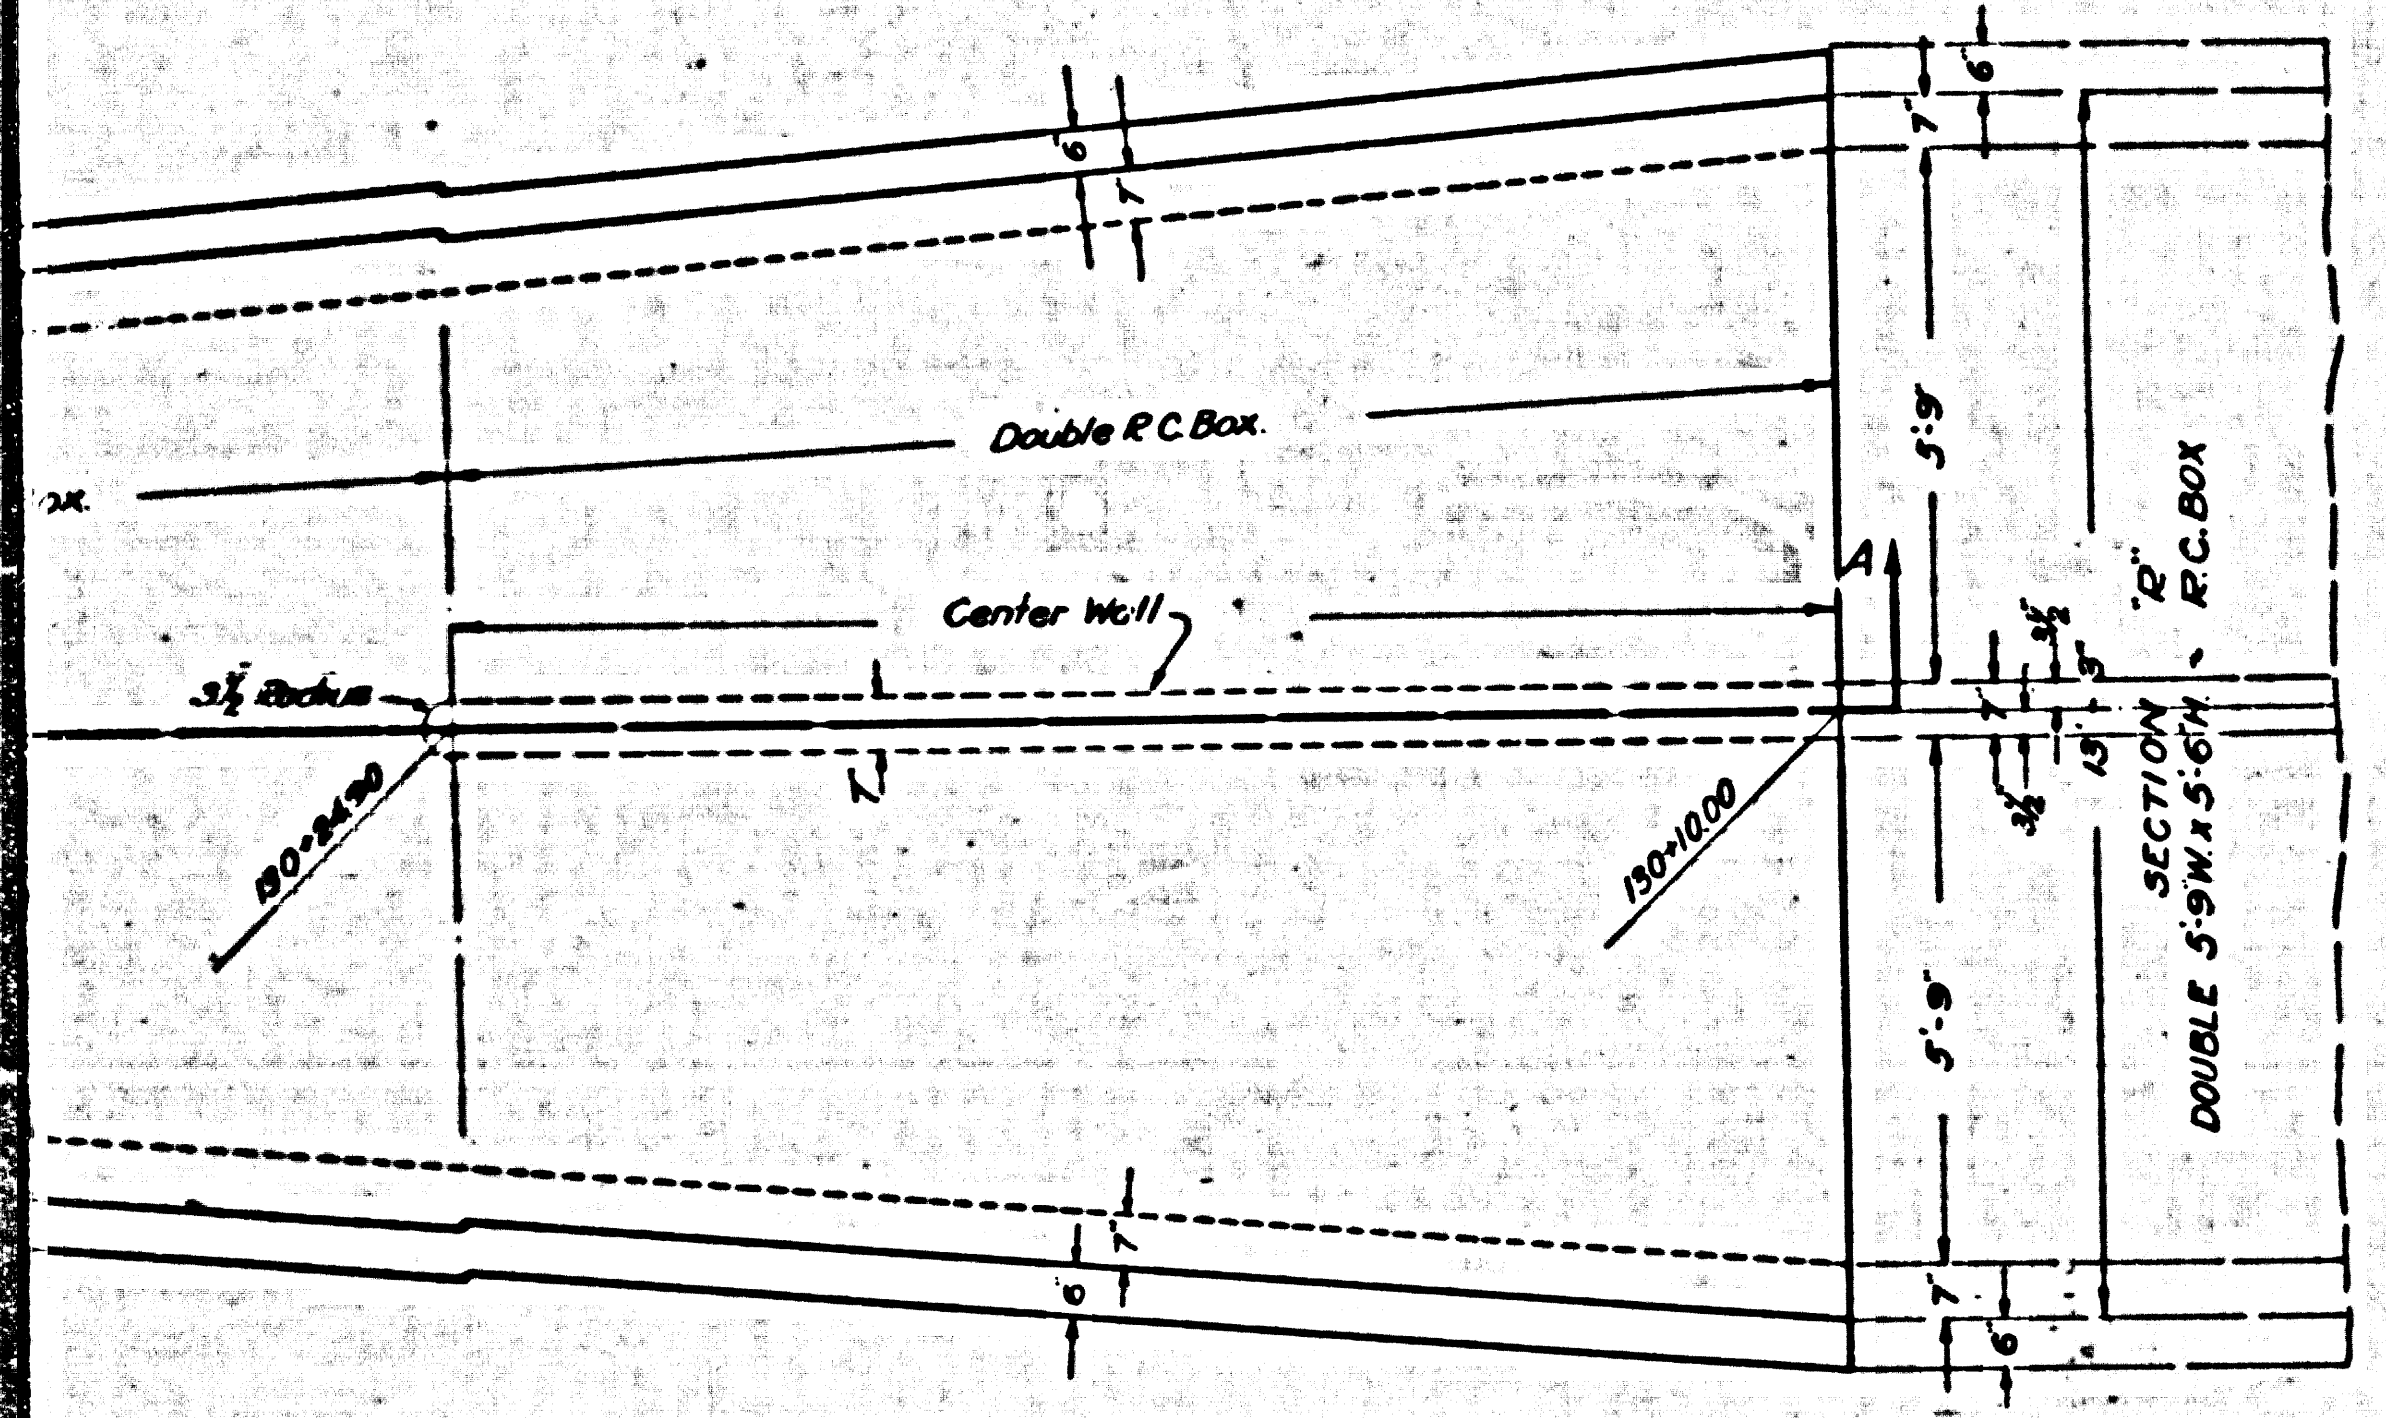 6"
7"
6"
7"
5'-9"
Double R.C. Box.
ox.
A
Center Wall
3½" Radius
7"
3½"
3½"
13'-3"
7"
130+24.90
130+10.00
5'-9"
SECTION "R"
DOUBLE 5'-9"W. x 5'-6"H. - R.C. BOX
7"
6"
7"
6"